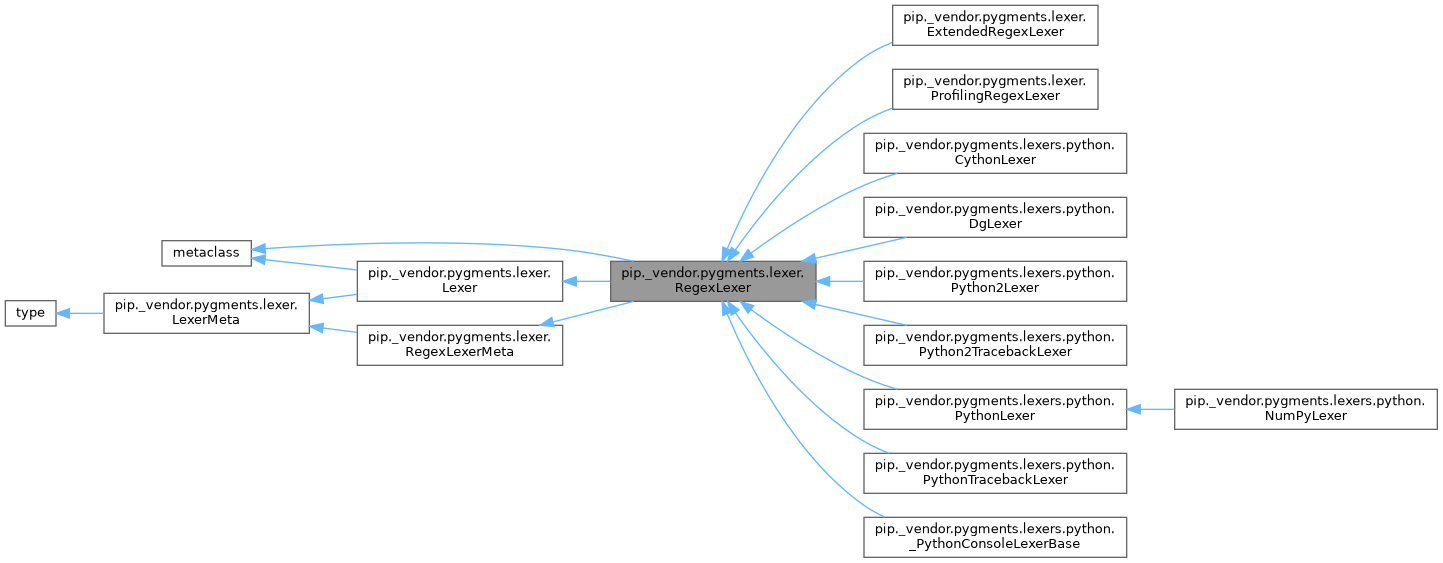 pip._vendor.pygments.lexer.
ExtendedRegexLexer
pip._vendor.pygments.lexer.
ProfilingRegexLexer
pip._vendor.pygments.lexers.python.
CythonLexer
pip._vendor.pygments.lexers.python.
DgLexer
metaclass
pip._vendor.pygments.lexer.
Lexer
pip._vendor.pygments.lexer.
RegexLexer
pip._vendor.pygments.lexers.python.
Python2Lexer
type
pip._vendor.pygments.lexer.
LexerMeta
pip._vendor.pygments.lexer.
RegexLexerMeta
pip._vendor.pygments.lexers.python.
Python2TracebackLexer
pip._vendor.pygments.lexers.python.
PythonLexer
pip._vendor.pygments.lexers.python.
NumPyLexer
pip._vendor.pygments.lexers.python.
PythonTracebackLexer
pip._vendor.pygments.lexers.python.
_PythonConsoleLexerBase